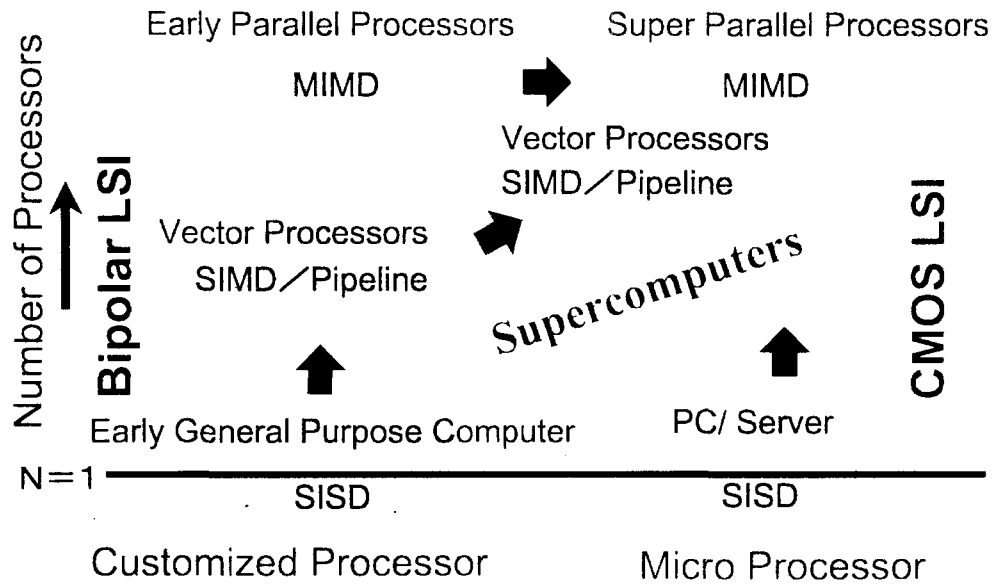 Early Parallel Processors
MIMD
Super Parallel Processors
MIMD
Vector Processors
SIMD／Pipeline
Vector Processors
SIMD／Pipeline
Supercomputers
Number of Processors
Bipolar LSI
CMOS LSI
Early General Purpose Computer
PC/ Server
N=1
SISD
SISD
Customized Processor
Micro Processor